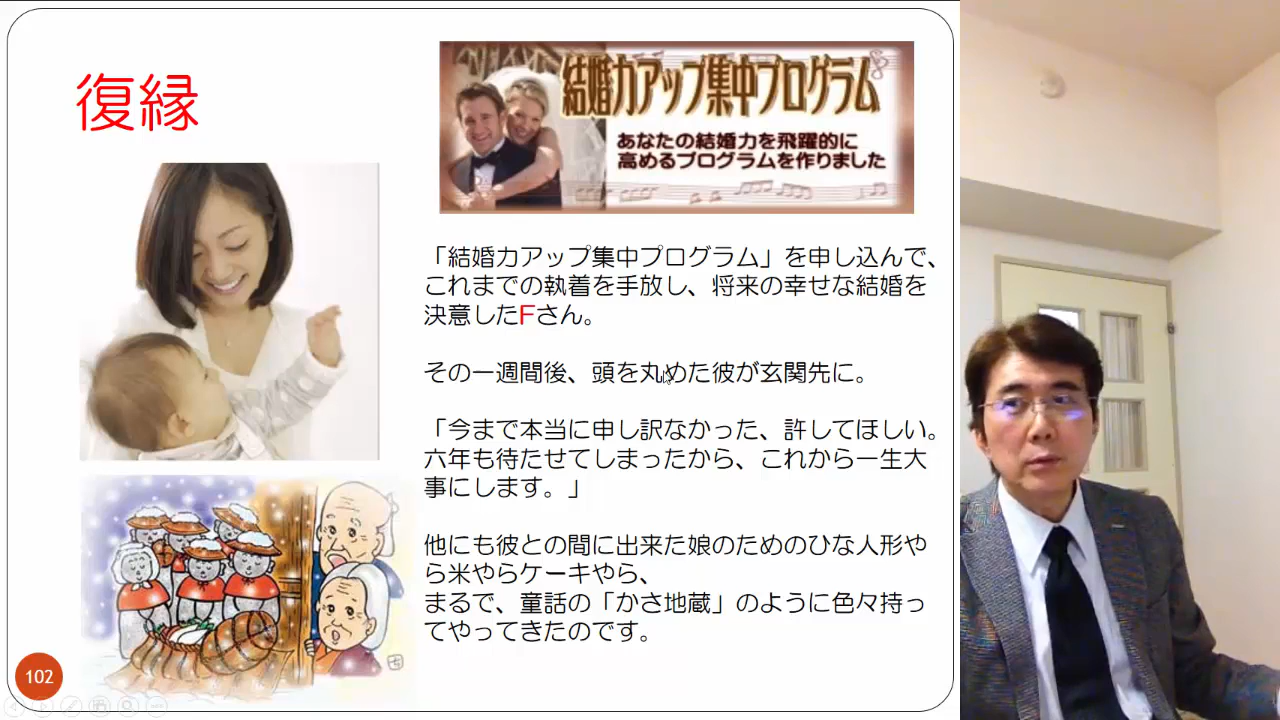 復縁
結婚力アップ集中プログラム
あなたの結婚力を飛躍的に
高めるプログラムを作りました
「結婚力アップ集中プログラム」を申し込んで、
これまでの執着を手放し、将来の幸せな結婚を
決意したFさん。
その一週間後、頭を丸めた彼が玄関先に。
「今まで本当に申し訳なかった、許してほしい。
六年も待たせてしまったから、これから一生大
事にします。」
他にも彼との間に出来た娘のためのひな人形や
ら米やらケーキやら、
まるで、童話の「かさ地蔵」のように色々持っ
てやってきたのです。
102